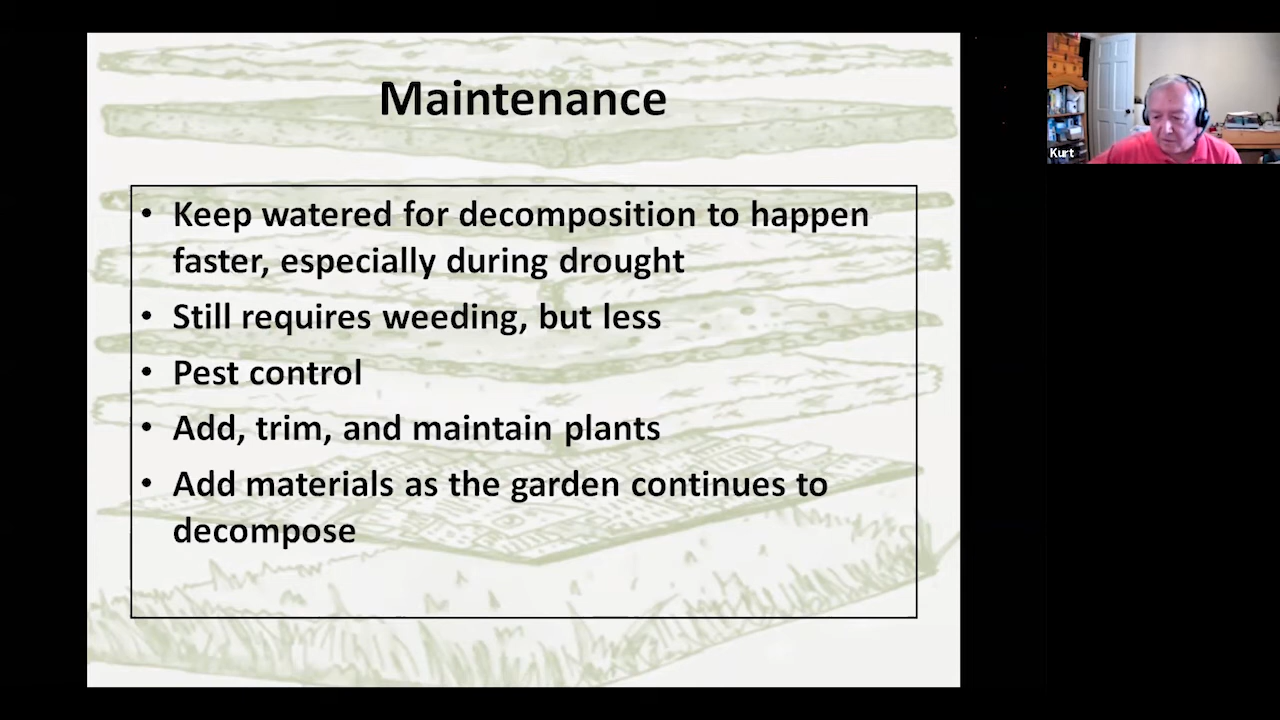 Maintenance
• Keep watered for decomposition to happen
faster, especially during drought
• Still requires weeding, but less
• Pest control
• Add, trim, and maintain plants
• Add materials as the garden continues to
decompose
Kurt